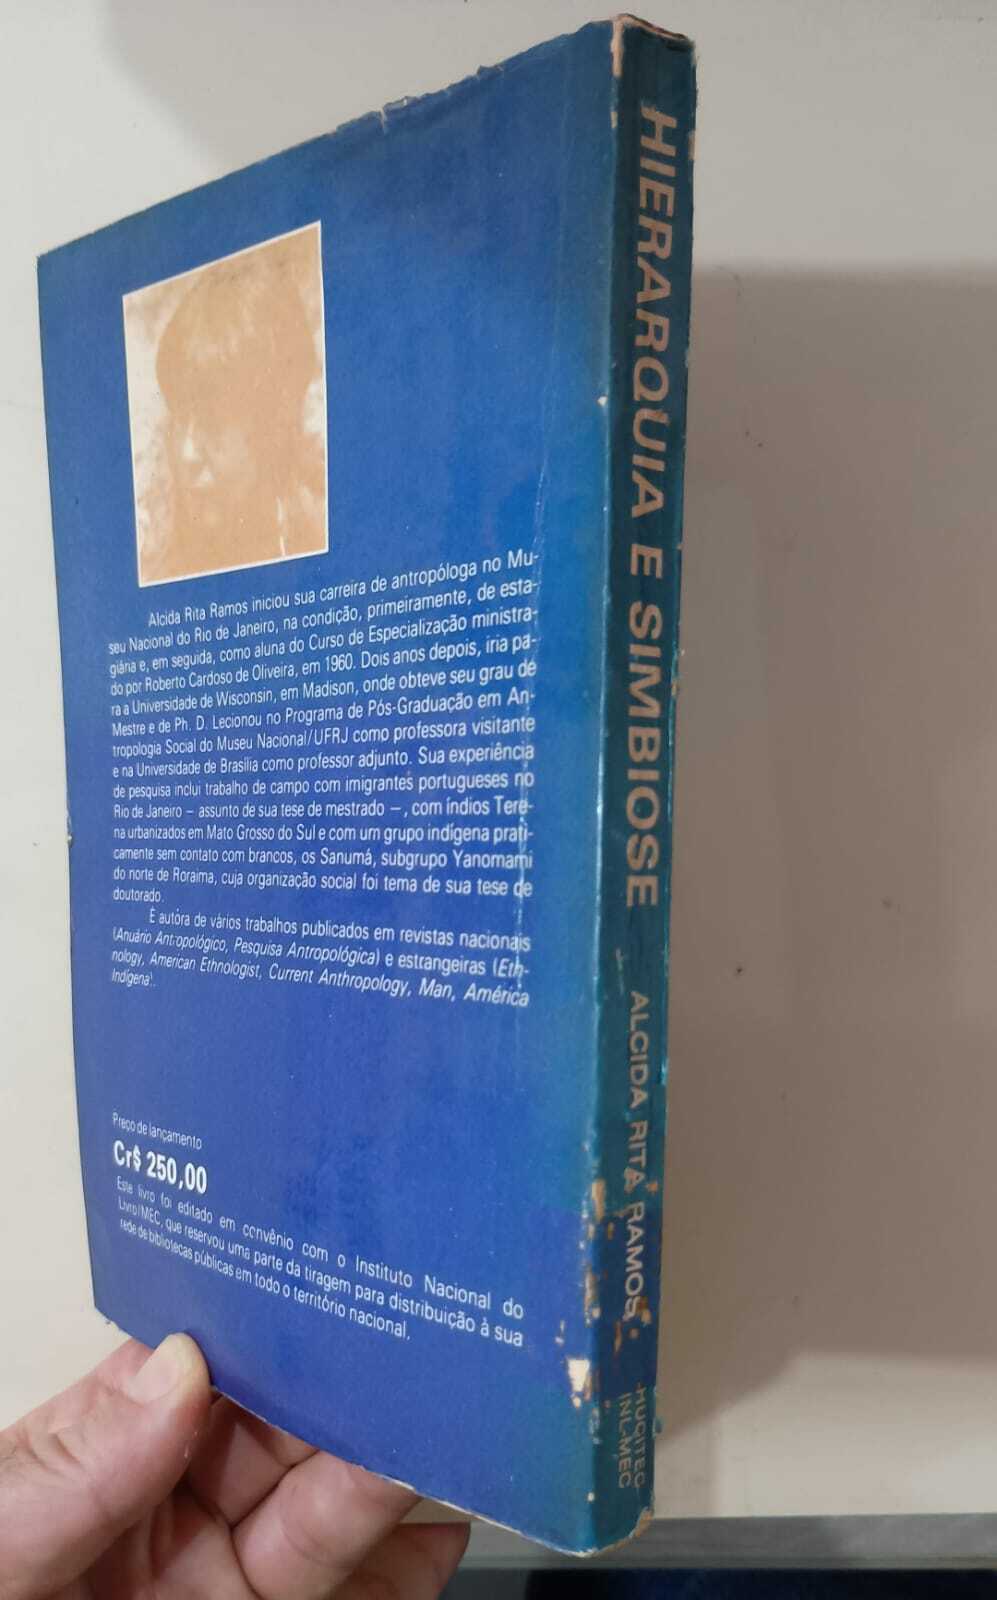 Alcida Rita Ramos iniciou sua carreira de antropóloga no Mu-
seu Nacional do Rio de Janeiro, na condição, primeiramente, de esta-
giária e, em seguida, como aluna do Curso de Especialização ministra-
do por Roberto Cardoso de Oliveira, em 1960. Dois anos depois, iria pa-
ra a Universidade de Wisconsin, em Madison, onde obteve seu grau de
Mestre e de Ph. D. Lecionou no Programa de Pós-Graduação em An-
tropologia Social do Museu Nacional/UFRJ como professora visitante
e na Universidade de Brasília como professor adjunto. Sua experiência
de pesquisa inclui trabalho de campo com imigrantes portugueses no
Rio de Janeiro — assunto de sua tese de mestrado —, com índios Tere-
na urbanizados em Mato Grosso do Sul e com um grupo indígena prati-
camente sem contato com brancos, os Sanumá, subgrupo Yanomami
do norte de Roraima, cuja organização social foi tema de sua tese de
doutorado.
É autora de vários trabalhos publicados em revistas nacionais
(Anuário Antropológico, Pesquisa Antropológica) e estrangeiras (Eth-
nology, American Ethnologist, Current Anthropology, Man, América
Indígena).
Preço de lançamento
Cr$ 250,00
Este livro foi editado em convênio com o Instituto Nacional do
Livro/MEC, que reservou uma parte da tiragem para distribuição à sua
rede de bibliotecas públicas em todo o território nacional.
HIERARQUIA E SIMBIOSE
ALCIDA RITA RAMOS
HUCITEC
INL-MEC